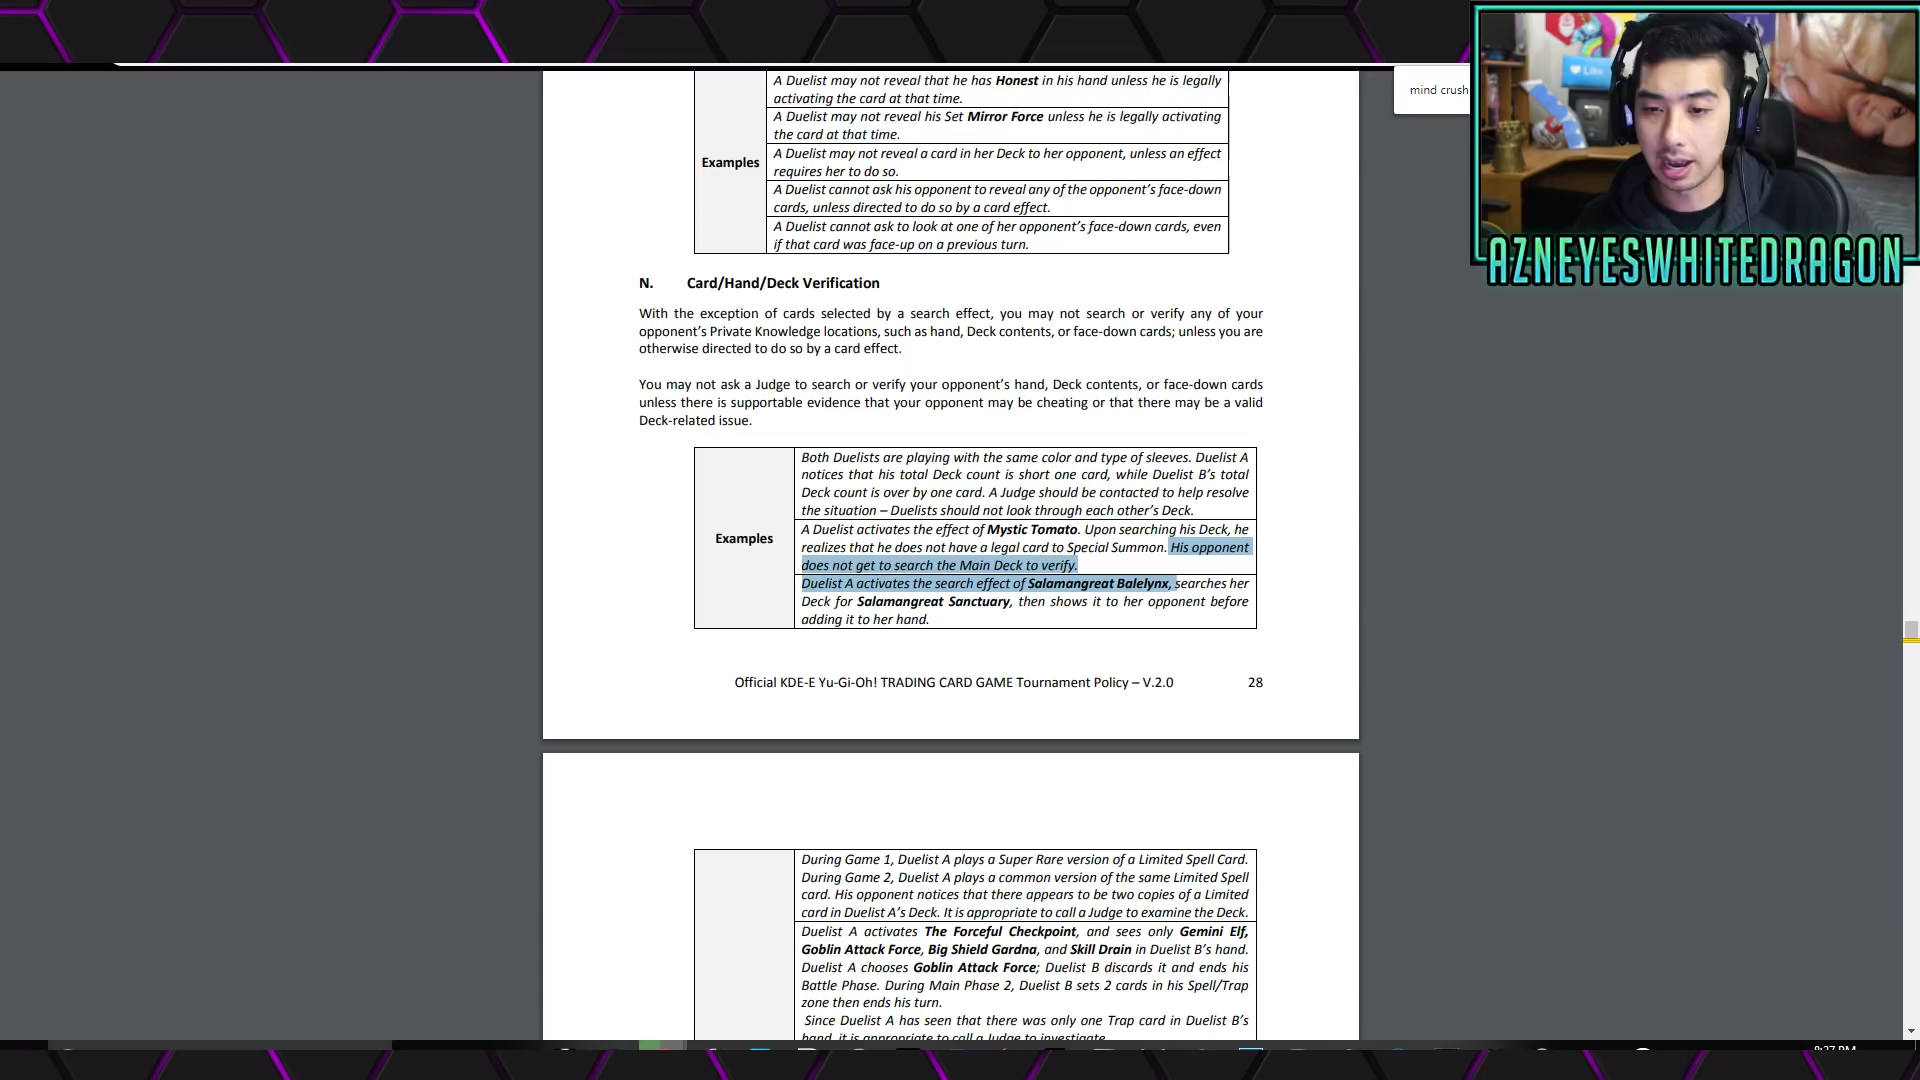 A Duelist may not reveal that he has Honest in his hand unless he is legally
activating the card at that time.
A Duelist may not reveal his Set Mirror Force unless he is legally activating
the card at that time.
Examples
A Duelist may not reveal a card in her Deck to her opponent, unless an effect
requires her to do so.
A Duelist cannot ask his opponent to reveal any of the opponent's face-down
cards, unless directed to do so by a card effect.
A Duelist cannot ask to look at one of her opponent's face-down cards, even
if that card was face-up on a previous turn.
mind crush
Like
AZNEYESWHITEDRAGON
N. Card/Hand/Deck Verification
With the exception of cards selected by a search effect, you may not search or verify any of your
opponent's Private Knowledge locations, such as hand, Deck contents, or face-down cards; unless you are
otherwise directed to do so by a card effect.
You may not ask a Judge to search or verify your opponent's hand, Deck contents, or face-down cards
unless there is supportable evidence that your opponent may be cheating or that there may be a valid
Deck-related issue.
Both Duelists are playing with the same color and type of sleeves. Duelist A
notices that his total Deck count is short one card, while Duelist B's total
Deck count is over by one card. A Judge should be contacted to help resolve
the situation – Duelists should not look through each other's Deck.
Examples
A Duelist activates the effect of Mystic Tomato. Upon searching his Deck, he
realizes that he does not have a legal card to Special Summon. His opponent
does not get to search the Main Deck to verify.
Duelist A activates the search effect of Salamangreat Balelynx, searches her
Deck for Salamangreat Sanctuary, then shows it to her opponent before
adding it to her hand.
Official KDE-E Yu-Gi-Oh! TRADING CARD GAME Tournament Policy – V.2.0 28
During Game 1, Duelist A plays a Super Rare version of a Limited Spell Card.
During Game 2, Duelist A plays a common version of the same Limited Spell
card. His opponent notices that there appears to be two copies of a Limited
card in Duelist A's Deck. It is appropriate to call a Judge to examine the Deck.
Duelist A activates The Forceful Checkpoint, and sees only Gemini Elf,
Goblin Attack Force, Big Shield Gardna, and Skill Drain in Duelist B's hand.
Duelist A chooses Goblin Attack Force; Duelist B discards it and ends his
Battle Phase. During Main Phase 2, Duelist B sets 2 cards in his Spell/Trap
zone then ends his turn.
Since Duelist A has seen that there was only one Trap card in Duelist B's
hand, it is appropriate to call a Judge to investigate.